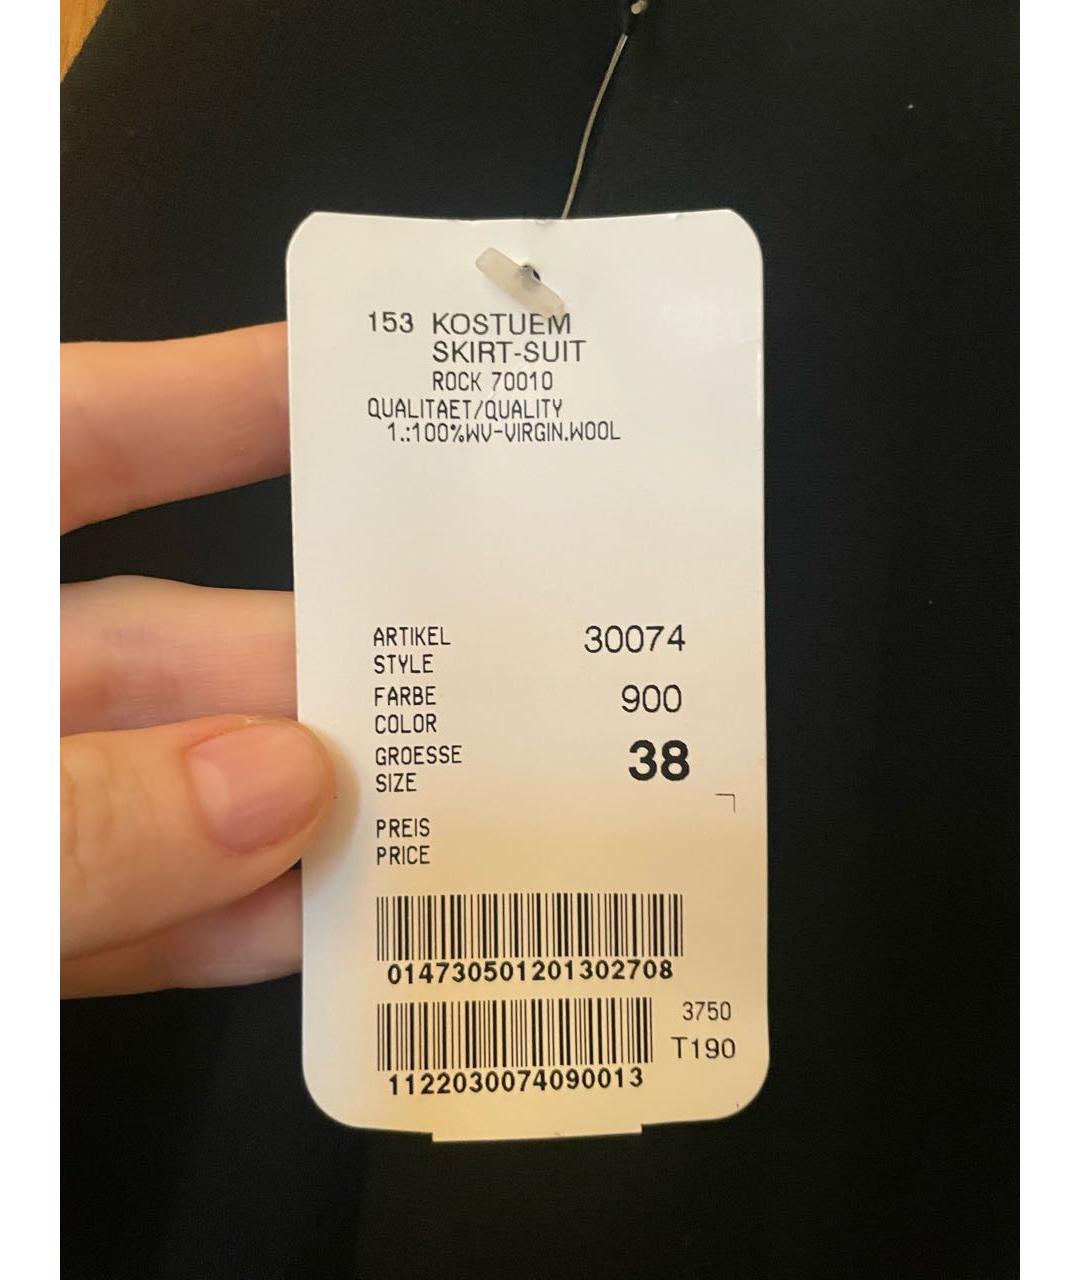 153 KOSTUEM
SKIRT-SUIT
ROCK 70010
QUALITAET/QUALITY
1.:100%WV-VIRGIN.WOOL
ARTIKEL 30074
STYLE
FARBE 900
COLOR
GROESSE 38
SIZE
PREIS
PRICE
014730501201302708
3750
T190
1122030074090013